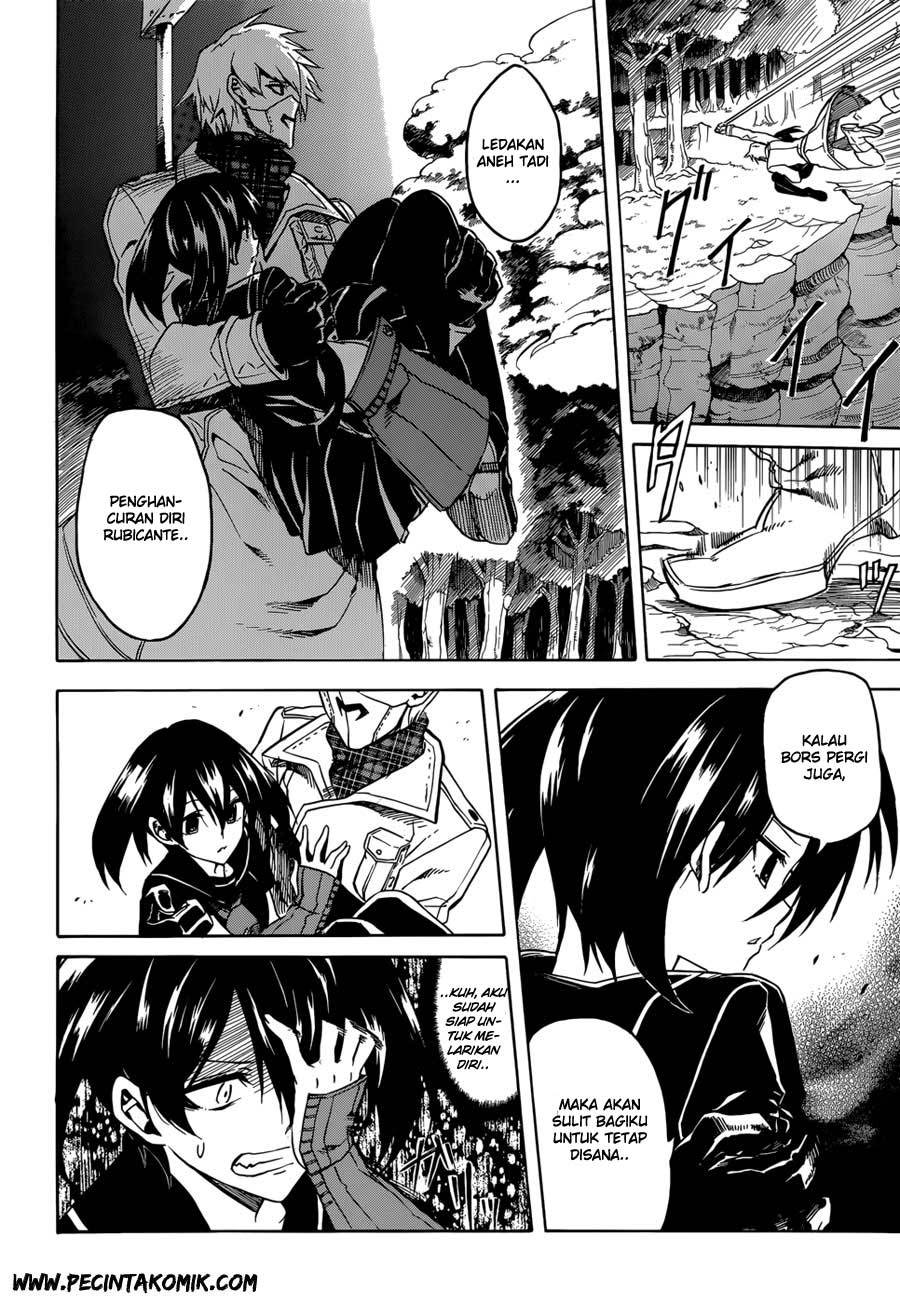 LEDAKAN
ANEH TADI
...
PENGHAN-
CURAN DIRI
RUBICANTE..
KALAU
BORS PERGI
JUGA,
MAKA AKAN
SULIT BAGIKU
UNTUK TETAP
DISANA..
..KUH, AKU
SUDAH
SIAP UN-
TUK ME-
LARIKAN
DIRI..
WWW.PECINTAKOMIK.COM